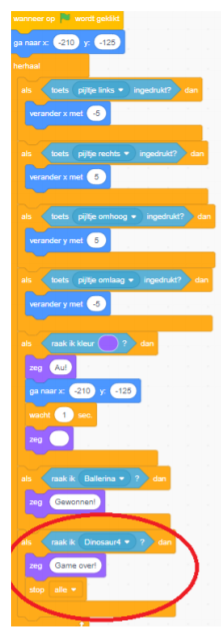 wanneer op wordt geklikt
ga naar x: -210 y: -125
herhaal
als toets pijltje links ingedrukt? dan
verander x met -5
als toets pijltje rechts ingedrukt? dan
verander x met 5
als toets pijltje omhoog ingedrukt? dan
verander y met 5
als toets pijltje omlaag ingedrukt? dan
verander y met -5
als raak ik kleur ? dan
zeg Au!
ga naar x: -210 y: -125
wacht 1 sec.
zeg
als raak ik Ballerina ? dan
zeg Gewonnen!
als raak ik Dinosaur4 ? dan
zeg Game over!
stop alle